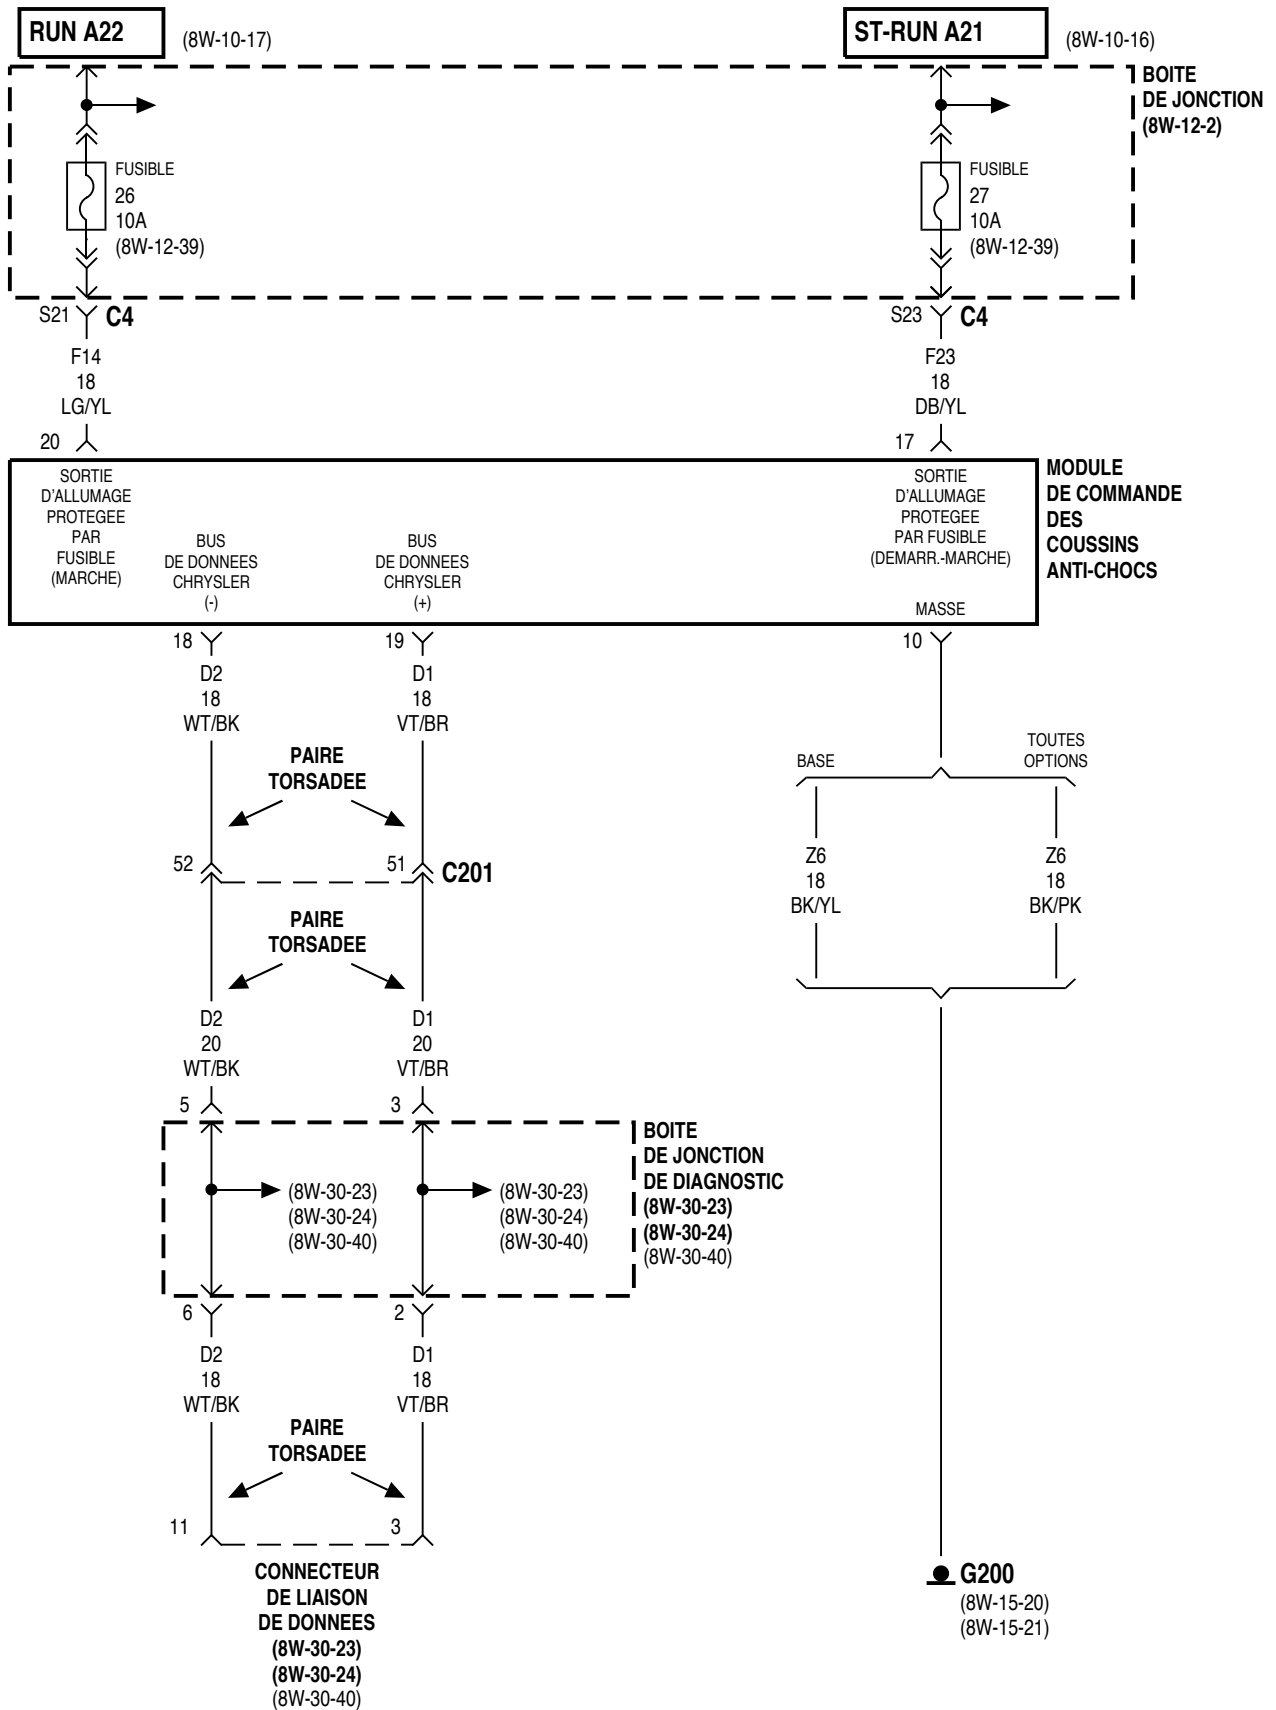 RUN A22
(8W-10-17)
ST-RUN A21
(8W-10-16)
BOITE
DE JONCTION
(8W-12-2)
FUSIBLE
26
10A
(8W-12-39)
FUSIBLE
27
10A
(8W-12-39)
S21
C4
S23
C4
F14
18
LG/YL
F23
18
DB/YL
20
17
SORTIE
D'ALLUMAGE
PROTEGEE
PAR
FUSIBLE
(MARCHE)
BUS
DE DONNEES
CHRYSLER
(-)
BUS
DE DONNEES
CHRYSLER
(+)
SORTIE
D'ALLUMAGE
PROTEGEE
PAR FUSIBLE
(DEMARR.-MARCHE)
MASSE
MODULE
DE COMMANDE
DES
COUSSINS
ANTI-CHOCS
18
19
10
D2
18
WT/BK
D1
18
VT/BR
PAIRE
TORSADEE
BASE
TOUTES
OPTIONS
Z6
18
BK/YL
Z6
18
BK/PK
52
51
C201
PAIRE
TORSADEE
D2
20
WT/BK
D1
20
VT/BR
5
3
BOITE
DE JONCTION
DE DIAGNOSTIC
(8W-30-23)
(8W-30-24)
(8W-30-40)
(8W-30-23)
(8W-30-24)
(8W-30-40)
(8W-30-23)
(8W-30-24)
(8W-30-40)
6
2
D2
18
WT/BK
D1
18
VT/BR
PAIRE
TORSADEE
11
3
CONNECTEUR
DE LIAISON
DE DONNEES
(8W-30-23)
(8W-30-24)
(8W-30-40)
G200
(8W-15-20)
(8W-15-21)